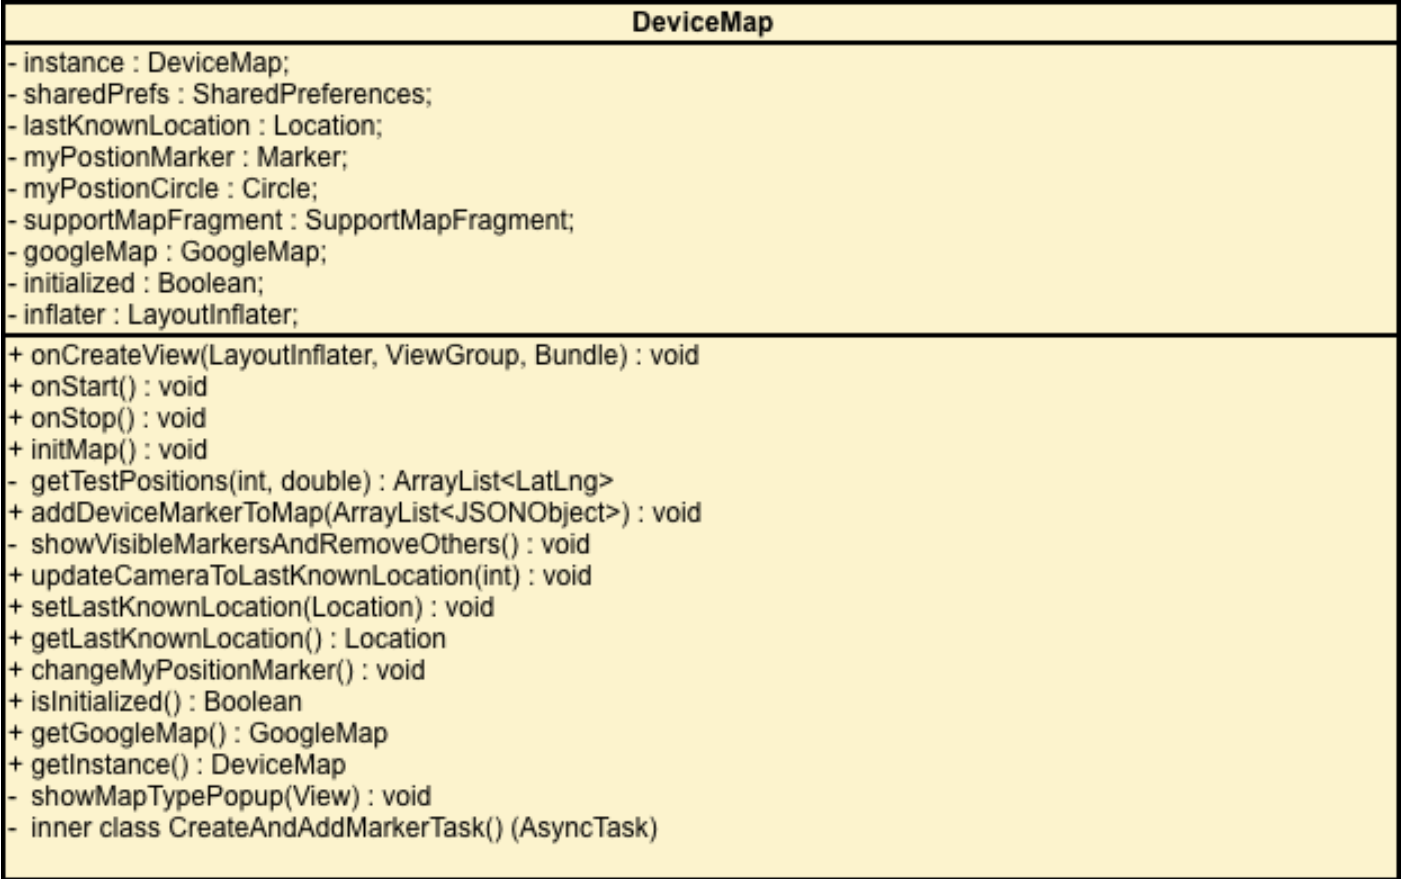 DeviceMap
- instance : DeviceMap;
- sharedPrefs : SharedPreferences;
- lastKnownLocation : Location;
- myPostionMarker : Marker;
- myPostionCircle : Circle;
- supportMapFragment : SupportMapFragment;
- googleMap : GoogleMap;
- initialized : Boolean;
- inflater : LayoutInflater;
+ onCreateView(LayoutInflater, ViewGroup, Bundle) : void
+ onStart() : void
+ onStop() : void
+ initMap() : void
- getTestPositions(int, double) : ArrayList<LatLng>
+ addDeviceMarkerToMap(ArrayList<JSONObject>) : void
- showVisibleMarkersAndRemoveOthers() : void
+ updateCameraToLastKnownLocation(int) : void
+ setLastKnownLocation(Location) : void
+ getLastKnownLocation() : Location
+ changeMyPositionMarker() : void
+ isInitialized() : Boolean
+ getGoogleMap() : GoogleMap
+ getInstance() : DeviceMap
- showMapTypePopup(View) : void
- inner class CreateAndAddMarkerTask() (AsyncTask)